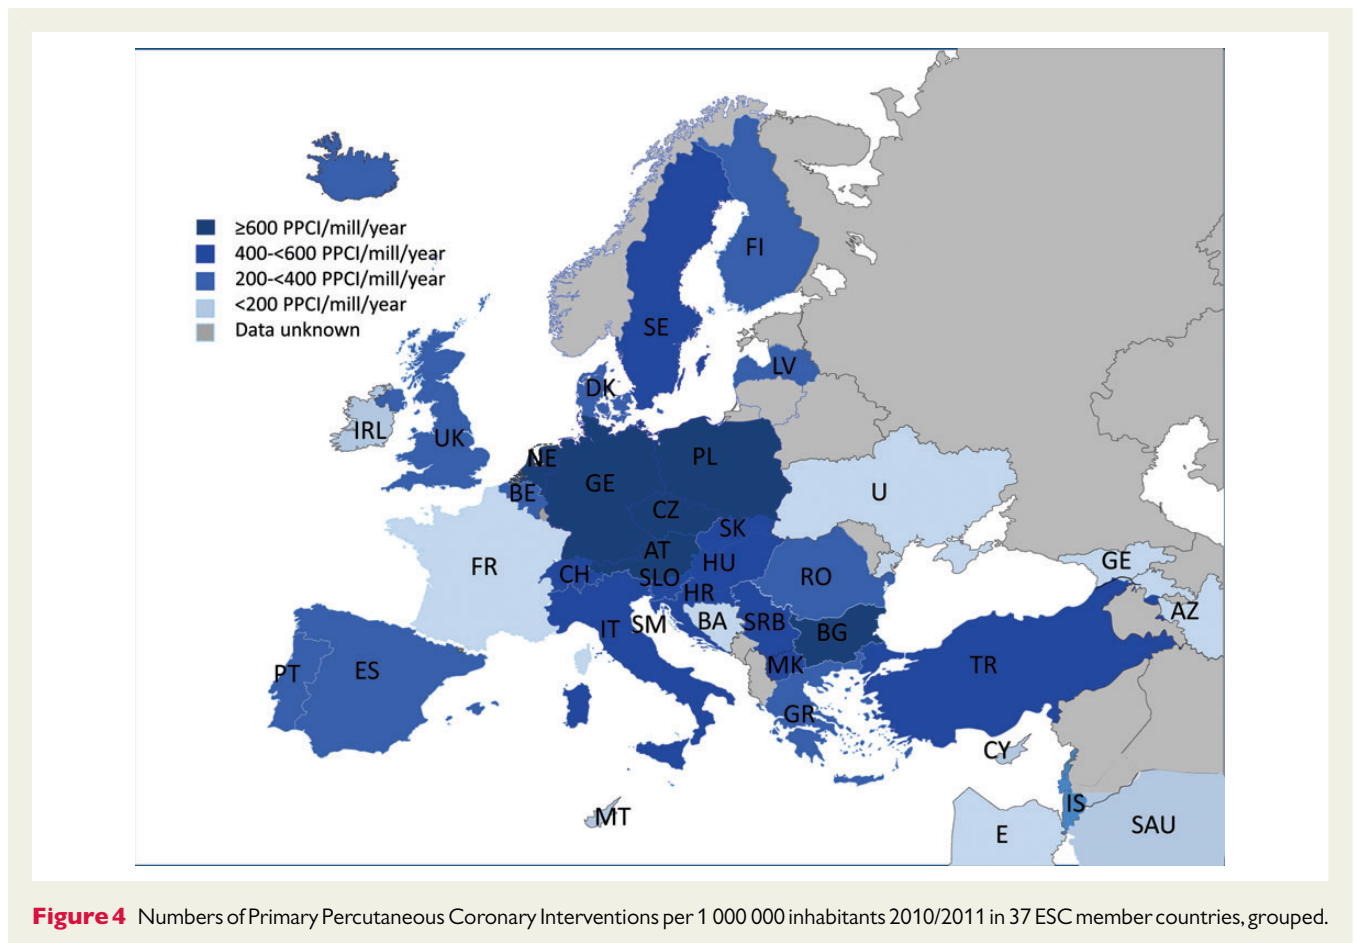 ≥600 PPCI/mill/year
400-<600 PPCI/mill/year
200-<400 PPCI/mill/year
<200 PPCI/mill/year
Data unknown
FI
SE
LV
DK
IRL
UK
NE
PL
GE
BE
U
CZ
SK
AT
HU
FR
CH
SLO
RO
GE
HR
AZ
IT
SM
BA
SRB
BG
PT
ES
MK
TR
GR
CY
IS
MT
E
SAU
Figure 4 Numbers of Primary Percutaneous Coronary Interventions per 1 000 000 inhabitants 2010/2011 in 37 ESC member countries, grouped.